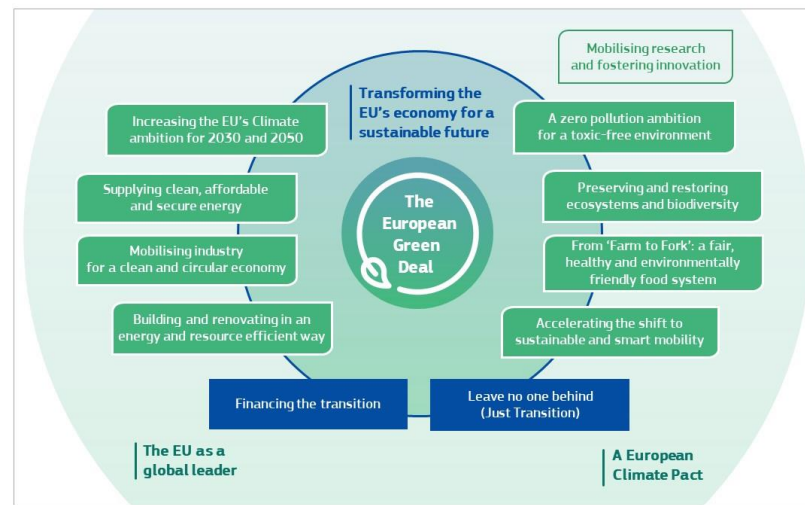 Mobilising research
and fostering innovation
Transforming the
EU's economy for a
sustainable future
Increasing the EU's Climate
ambition for 2030 and 2050
A zero pollution ambition
for a toxic-free environment
Supplying clean, affordable
and secure energy
The
European
Green
Deal
Preserving and restoring
ecosystems and biodiversity
Mobilising industry
for a clean and circular economy
From ‘Farm to Fork’: a fair,
healthy and environmentally
friendly food system
Building and renovating in an
energy and resource efficient way
Accelerating the shift to
sustainable and smart mobility
Financing the transition
Leave no one behind
(Just Transition)
The EU as a
global leader
A European
Climate Pact